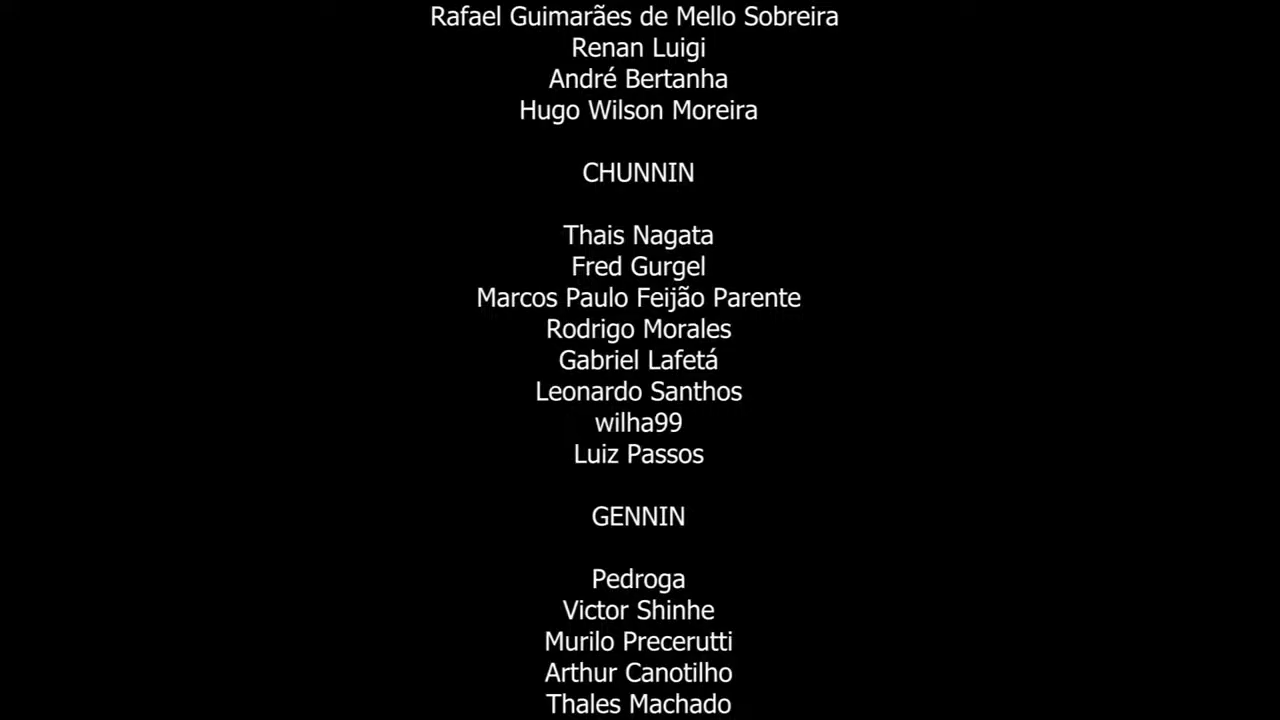 Rafael Guimarães de Mello Sobreira
Renan Luigi
André Bertanha
Hugo Wilson Moreira
CHUNNIN
Thais Nagata
Fred Gurgel
Marcos Paulo Feijão Parente
Rodrigo Morales
Gabriel Lafetá
Leonardo Santhos
wilha99
Luiz Passos
GENNIN
Pedroga
Victor Shinhe
Murilo Precerutti
Arthur Canotilho
Thales Machado